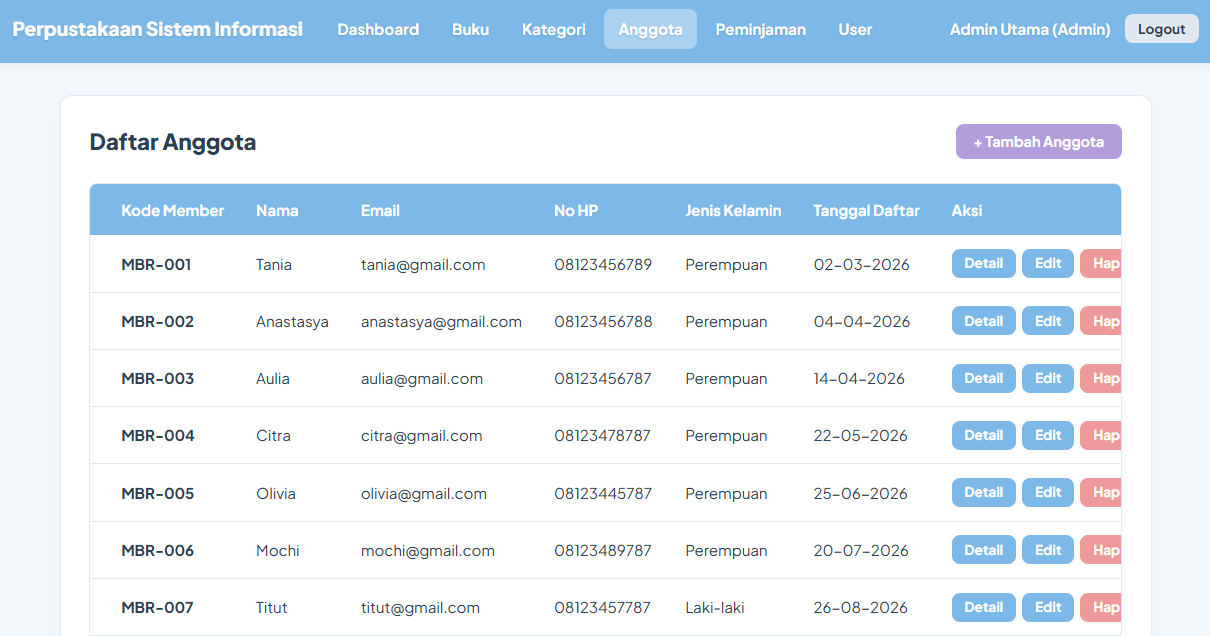 Perpustakaan Sistem Informasi Dashboard Buku Kategori Anggota Peminjaman User Admin Utama (Admin) Logout
Daftar Anggota + Tambah Anggota
Kode Member Nama Email No HP Jenis Kelamin Tanggal Daftar Aksi
MBR-001 Tania tania@gmail.com 08123456789 Perempuan 02-03-2026 Detail Edit Hap
MBR-002 Anastasya anastasya@gmail.com 08123456788 Perempuan 04-04-2026 Detail Edit Hap
MBR-003 Aulia aulia@gmail.com 08123456787 Perempuan 14-04-2026 Detail Edit Hap
MBR-004 Citra citra@gmail.com 08123478787 Perempuan 22-05-2026 Detail Edit Hap
MBR-005 Olivia olivia@gmail.com 08123445787 Perempuan 25-06-2026 Detail Edit Hap
MBR-006 Mochi mochi@gmail.com 08123489787 Perempuan 20-07-2026 Detail Edit Hap
MBR-007 Titut titut@gmail.com 08123457787 Laki-laki 26-08-2026 Detail Edit Hap